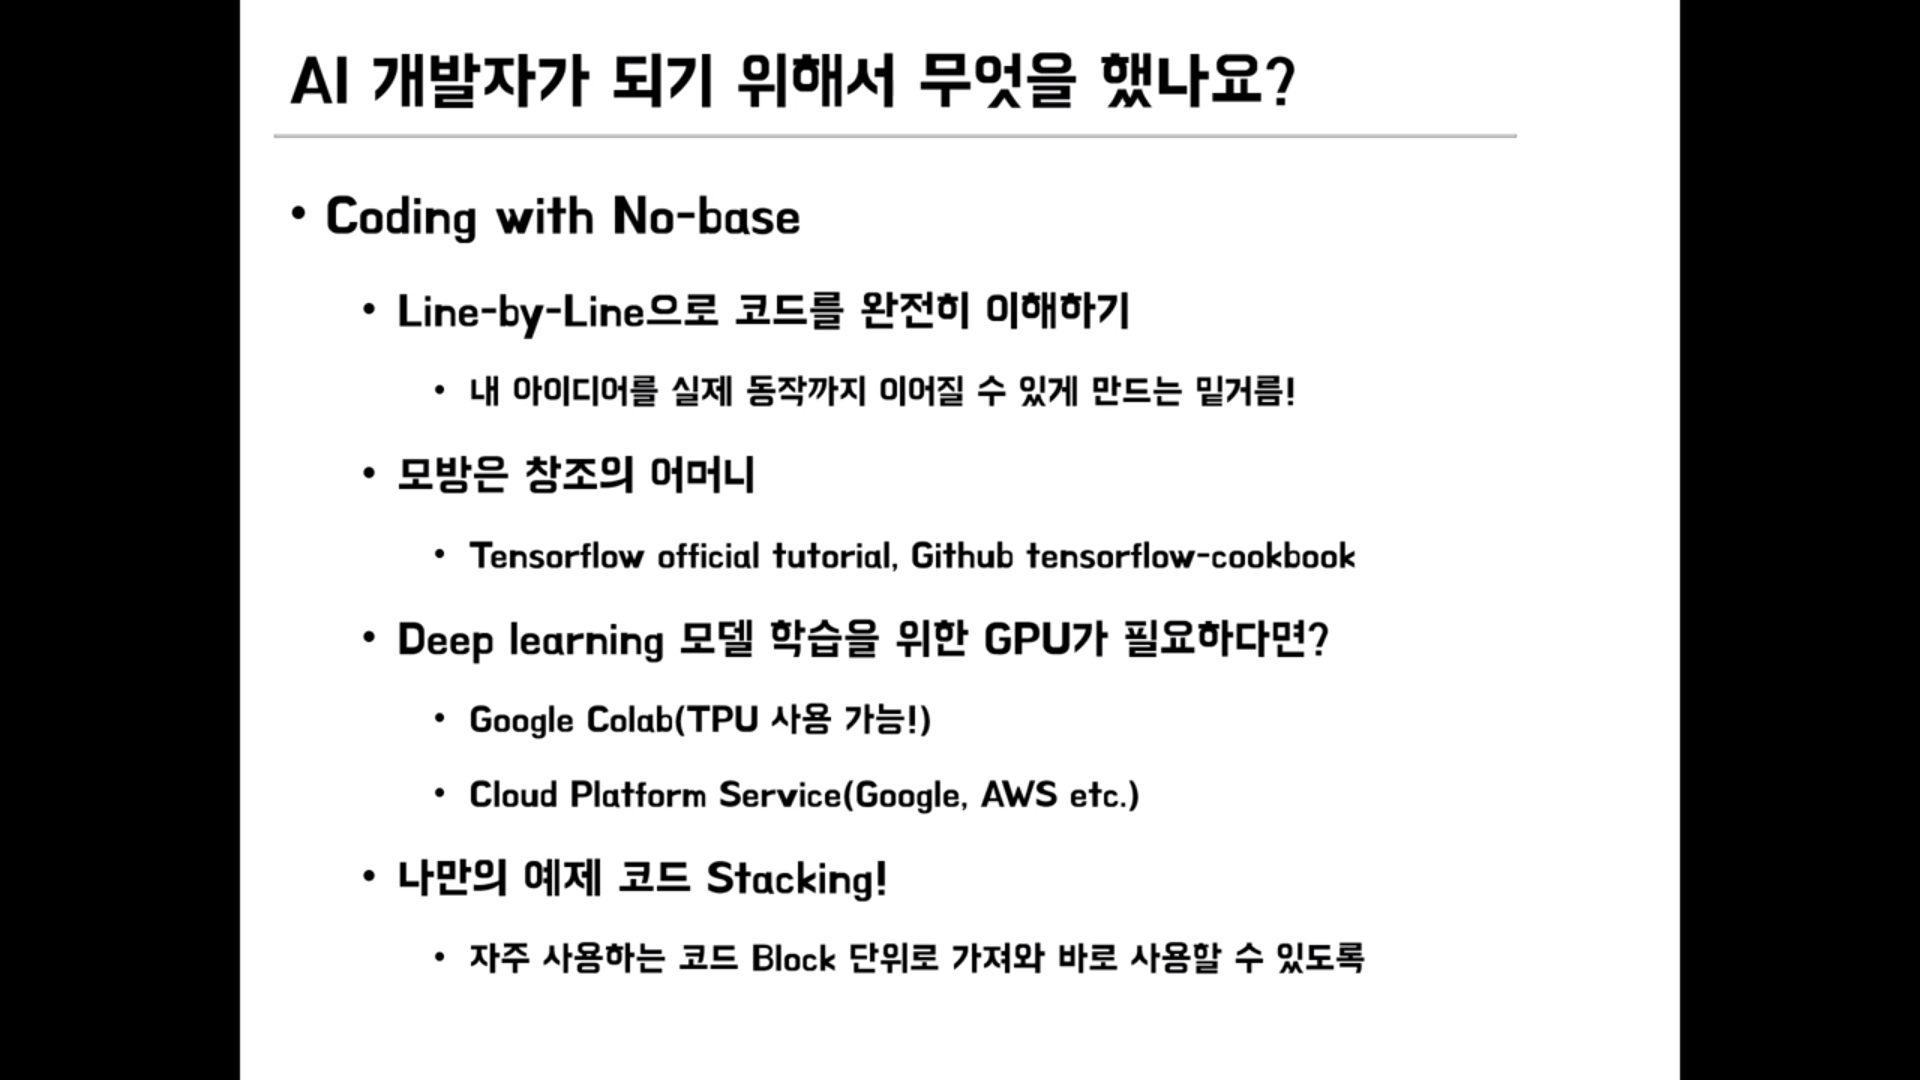 AI 개발자가 되기 위해서 무엇을 했나요?
• Coding with No-base
• Line-by-Line으로 코드를 완전히 이해하기
• 내 아이디어를 실제 동작까지 이어질 수 있게 만드는 밑거름!
• 모방은 창조의 어머니
• Tensorflow official tutorial, Github tensorflow-cookbook
• Deep learning 모델 학습을 위한 GPU가 필요하다면?
• Google Colab(TPU 사용 가능!)
• Cloud Platform Service(Google, AWS etc.)
• 나만의 예제 코드 Stacking!
• 자주 사용하는 코드 Block 단위로 가져와 바로 사용할 수 있도록